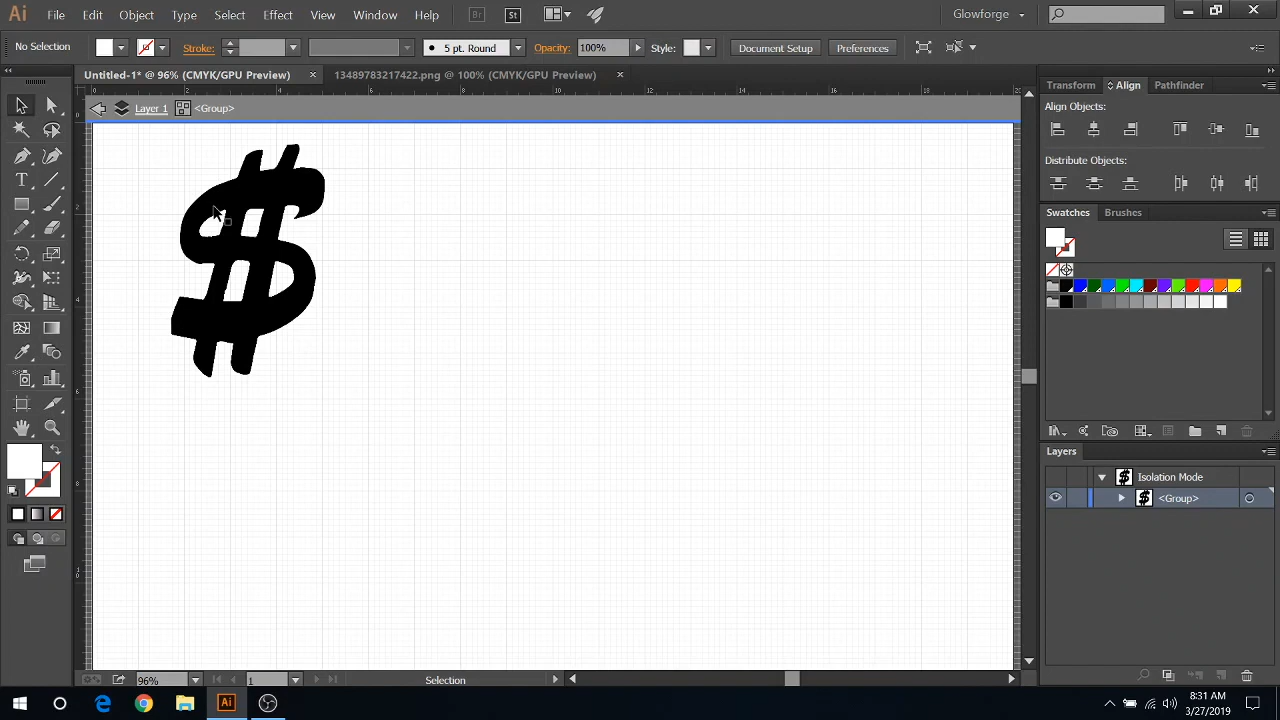 Ai File Edit Object Type Select Effect View Window Help Br St Glowforge
No Selection Stroke: 5 pt. Round Opacity: 100% Style: Document Setup Preferences
Untitled-1* @ 96% (CMYK/GPU Preview) 13489783217422.png @ 100% (CMYK/GPU Preview)
Transform Align Pathfinder
Layer 1 <Group>
Align Objects:
Distribute Objects:
Swatches Brushes
$
Layers
Isolation Mode
<Group>
96% 1 Selection
Ai 8:31 AM
3/27/2019